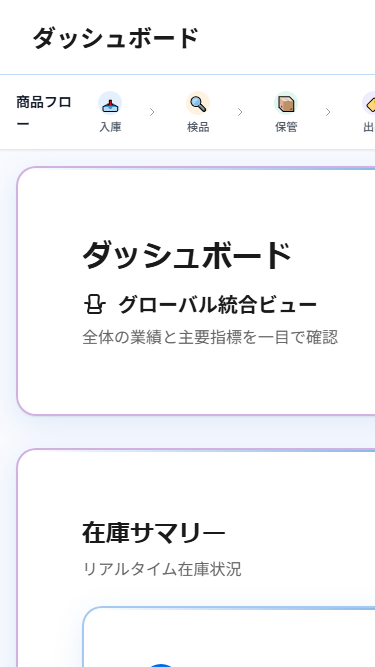 ダッシュボード
商品フロ
ー
入庫
検品
保管
出
ダッシュボード
グローバル統合ビュー
全体の業績と主要指標を一目で確認
在庫サマリー
リアルタイム在庫状況